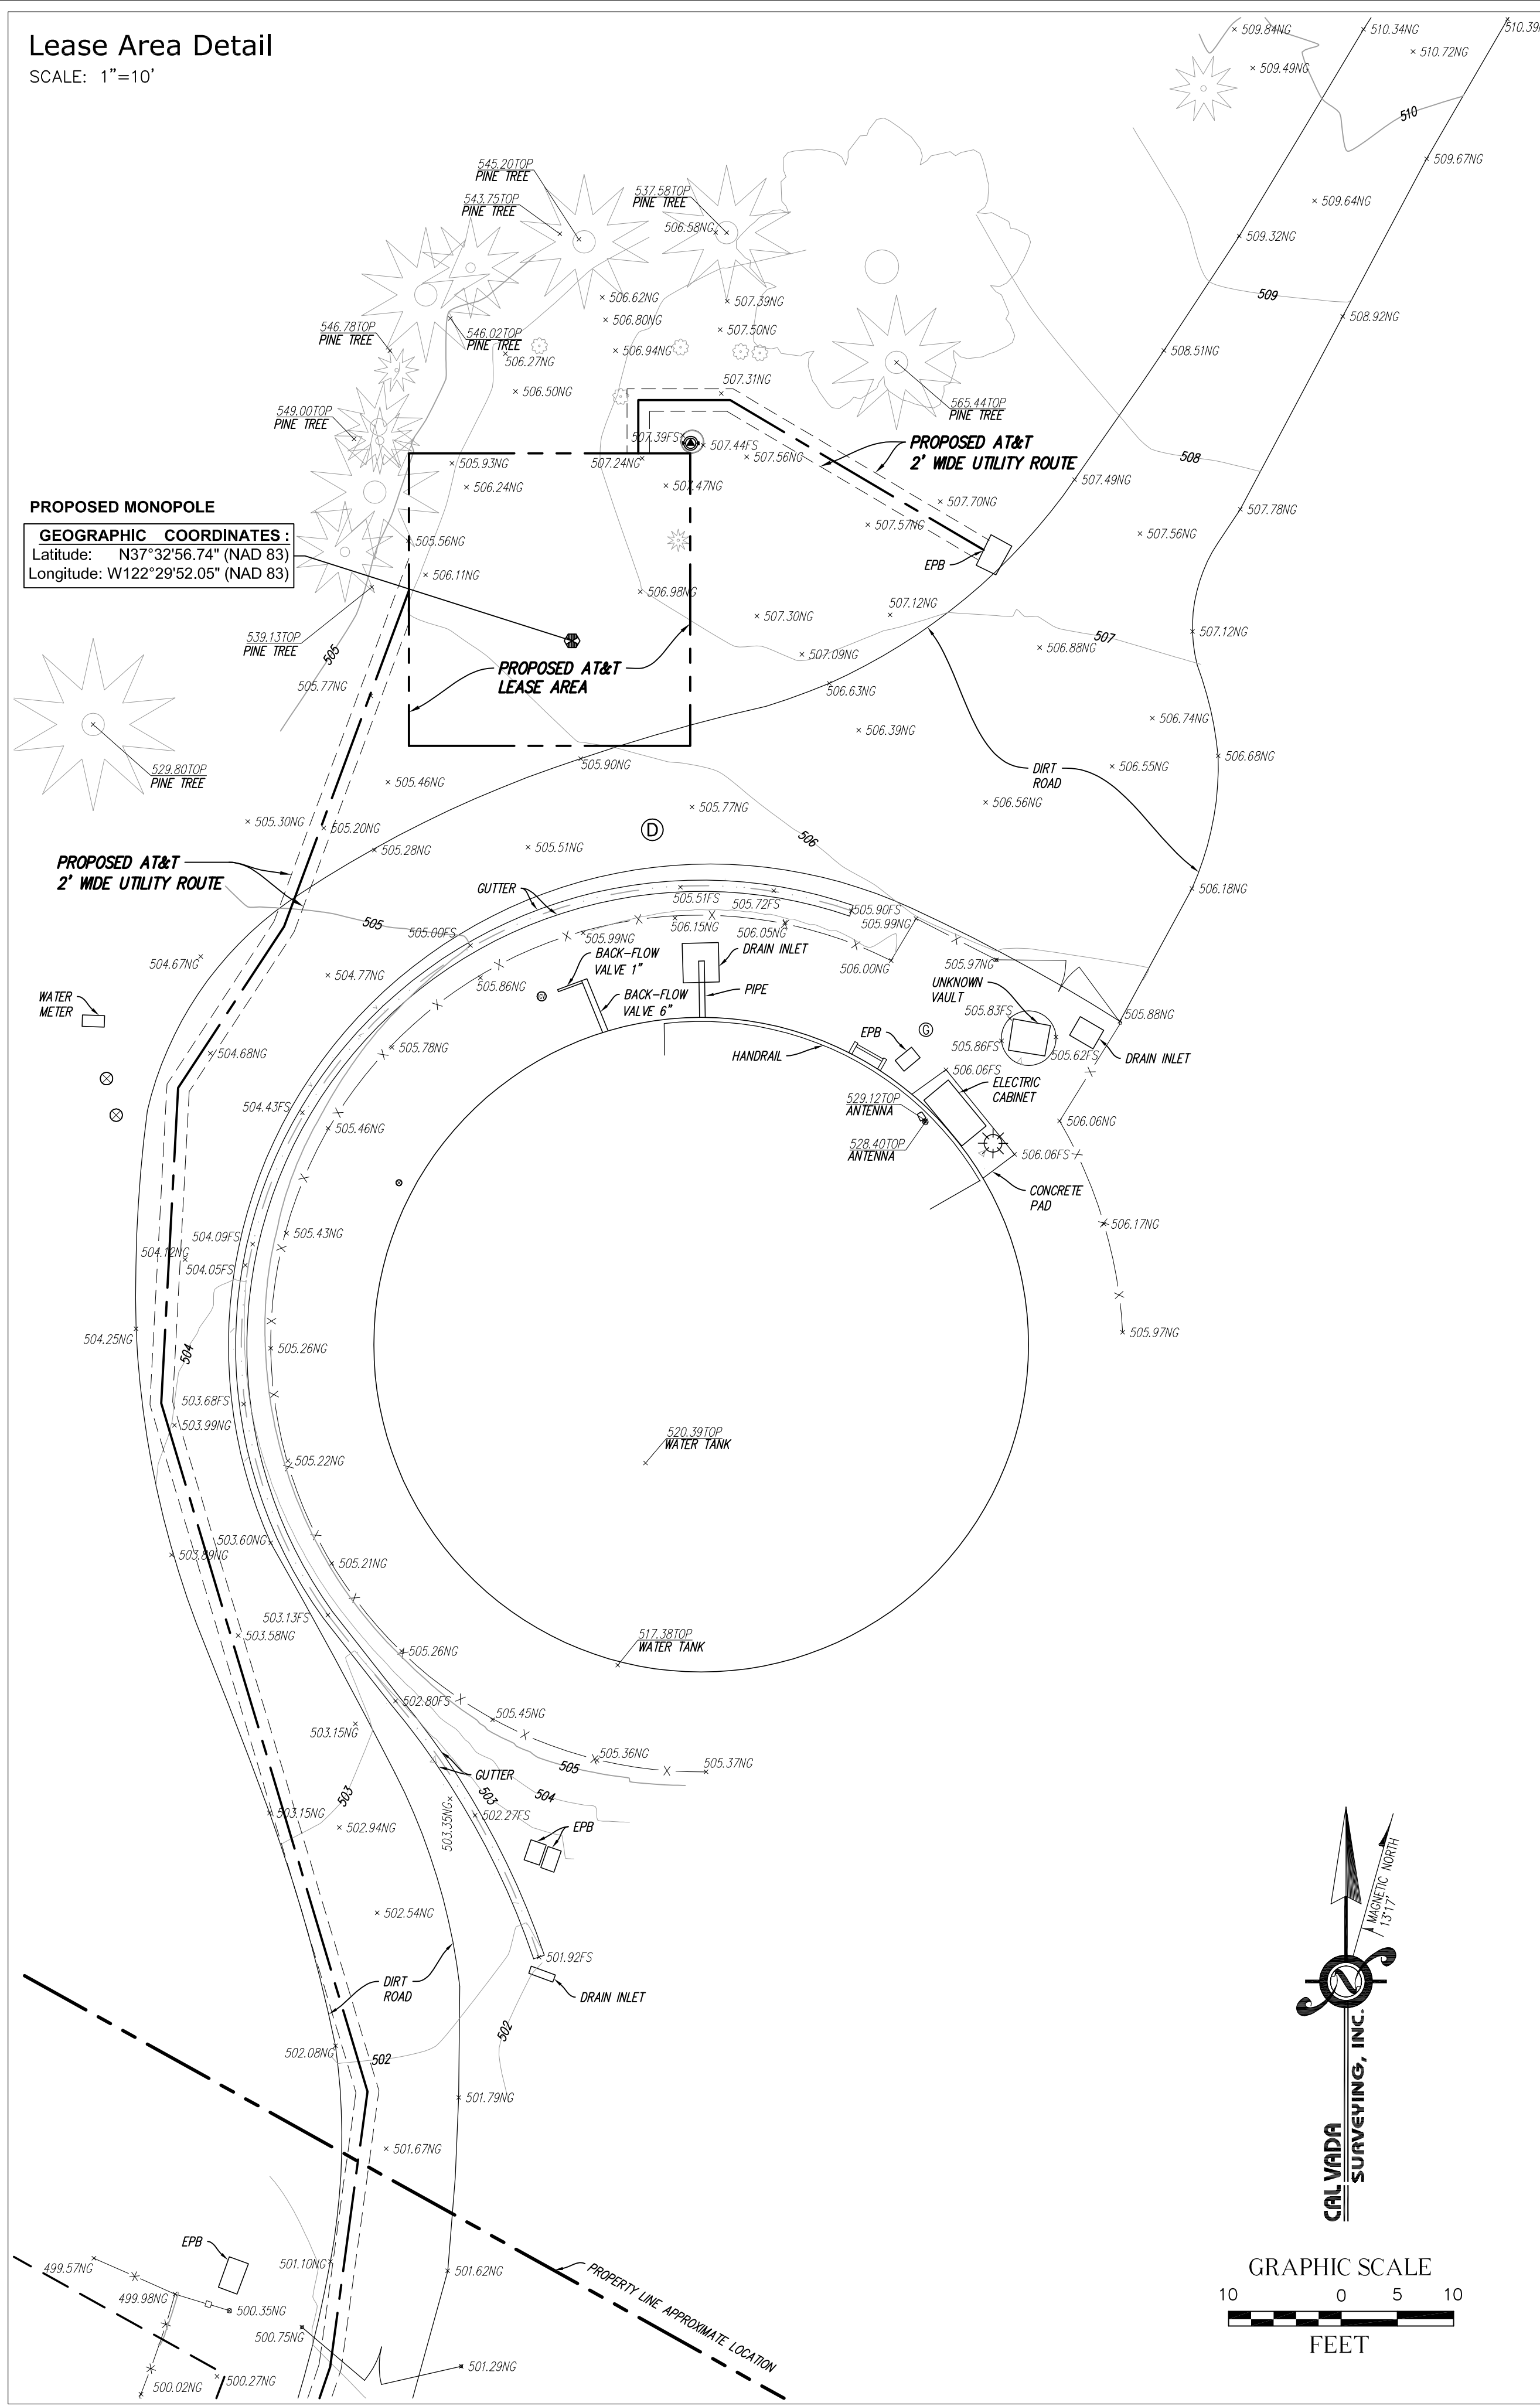 Lease Area Detail
SCALE: 1"=10'
509.84NG
510.34NG
510.72NG
509.49NG
510
509.67NG
545.20TOP
PINE TREE
543.75TOP
PINE TREE
537.58TOP
PINE TREE
506.58NG
509.64NG
509.32NG
509
506.62NG
507.39NG
508.92NG
506.80NG
507.50NG
546.78TOP
PINE TREE
546.02TOP
PINE TREE
506.27NG
506.94NG
508.51NG
506.50NG
507.31NG
549.00TOP
PINE TREE
565.44TOP
PINE TREE
507.39FS
507.44FS
PROPOSED AT&T
2' WIDE UTILITY ROUTE
508
505.93NG
507.24NG
507.56NG
506.24NG
507.47NG
507.49NG
507.70NG
507.78NG
507.57NG
507.56NG
PROPOSED MONOPOLE
GEOGRAPHIC COORDINATES :
Latitude: N37°32'56.74" (NAD 83)
Longitude: W122°29'52.05" (NAD 83)
505.56NG
506.11NG
EPB
506.98NG
507.12NG
507.30NG
507
507.12NG
539.13TOP
PINE TREE
505
506.88NG
507.09NG
PROPOSED AT&T
LEASE AREA
505.77NG
506.63NG
506.74NG
506.39NG
506.68NG
529.80TOP
PINE TREE
505.90NG
506.55NG
DIRT
ROAD
505.46NG
505.77NG
506.56NG
505.30NG
505.20NG
D
506
505.28NG
505.51NG
PROPOSED AT&T
2' WIDE UTILITY ROUTE
GUTTER
506.18NG
505.51FS
505.72FS
505.90FS
505
505.00FS
505.99NG
506.15NG
506.05NG
505.99NG
504.67NG
504.77NG
BACK-FLOW
VALVE 1"
DRAIN INLET
506.00NG
505.97NG
505.86NG
BACK-FLOW
VALVE 6"
PIPE
UNKNOWN
VAULT
WATER
METER
505.83FS
505.88NG
EPB
G
504.68NG
505.78NG
HANDRAIL
505.86FS
505.62FS
DRAIN INLET
506.06FS
ELECTRIC
CABINET
504.43FS
529.12TOP
ANTENNA
505.46NG
506.06NG
528.40TOP
ANTENNA
506.06FS
CONCRETE
PAD
504.09FS
505.43NG
506.17NG
504.12NG
504.05FS
504.25NG
505.26NG
505.97NG
504
503.68FS
503.99NG
520.39TOP
WATER TANK
505.22NG
503.60NG
503.89NG
505.21NG
503.13FS
503.58NG
517.38TOP
WATER TANK
505.26NG
502.80FS
505.45NG
503.15NG
505.36NG
505.37NG
505
GUTTER
503
503
504
503.15NG
503.35NG
502.27FS
502.94NG
EPB
502.54NG
501.92FS
DIRT
ROAD
DRAIN INLET
502
502.08NG
502
501.79NG
501.67NG
MAGNETIC NORTH
13°17'
CALVADA
SURVEYING, INC.
EPB
499.57NG
501.10NG
501.62NG
PROPERTY LINE APPROXIMATE LOCATION
499.98NG
500.35NG
500.75NG
501.29NG
500.27NG
500.02NG
GRAPHIC SCALE
10 0 5 10
FEET